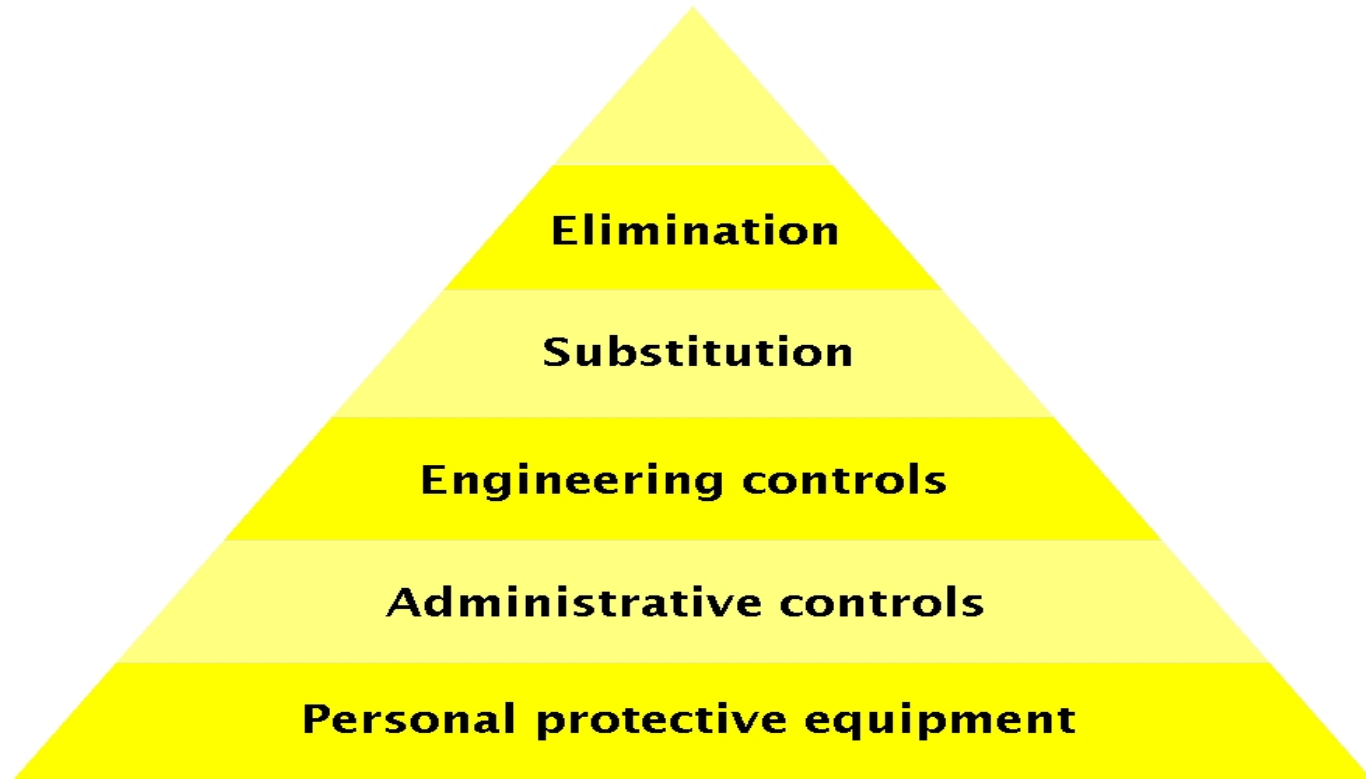 Elimination
Substitution
Engineering controls
Administrative controls
Personal protective equipment